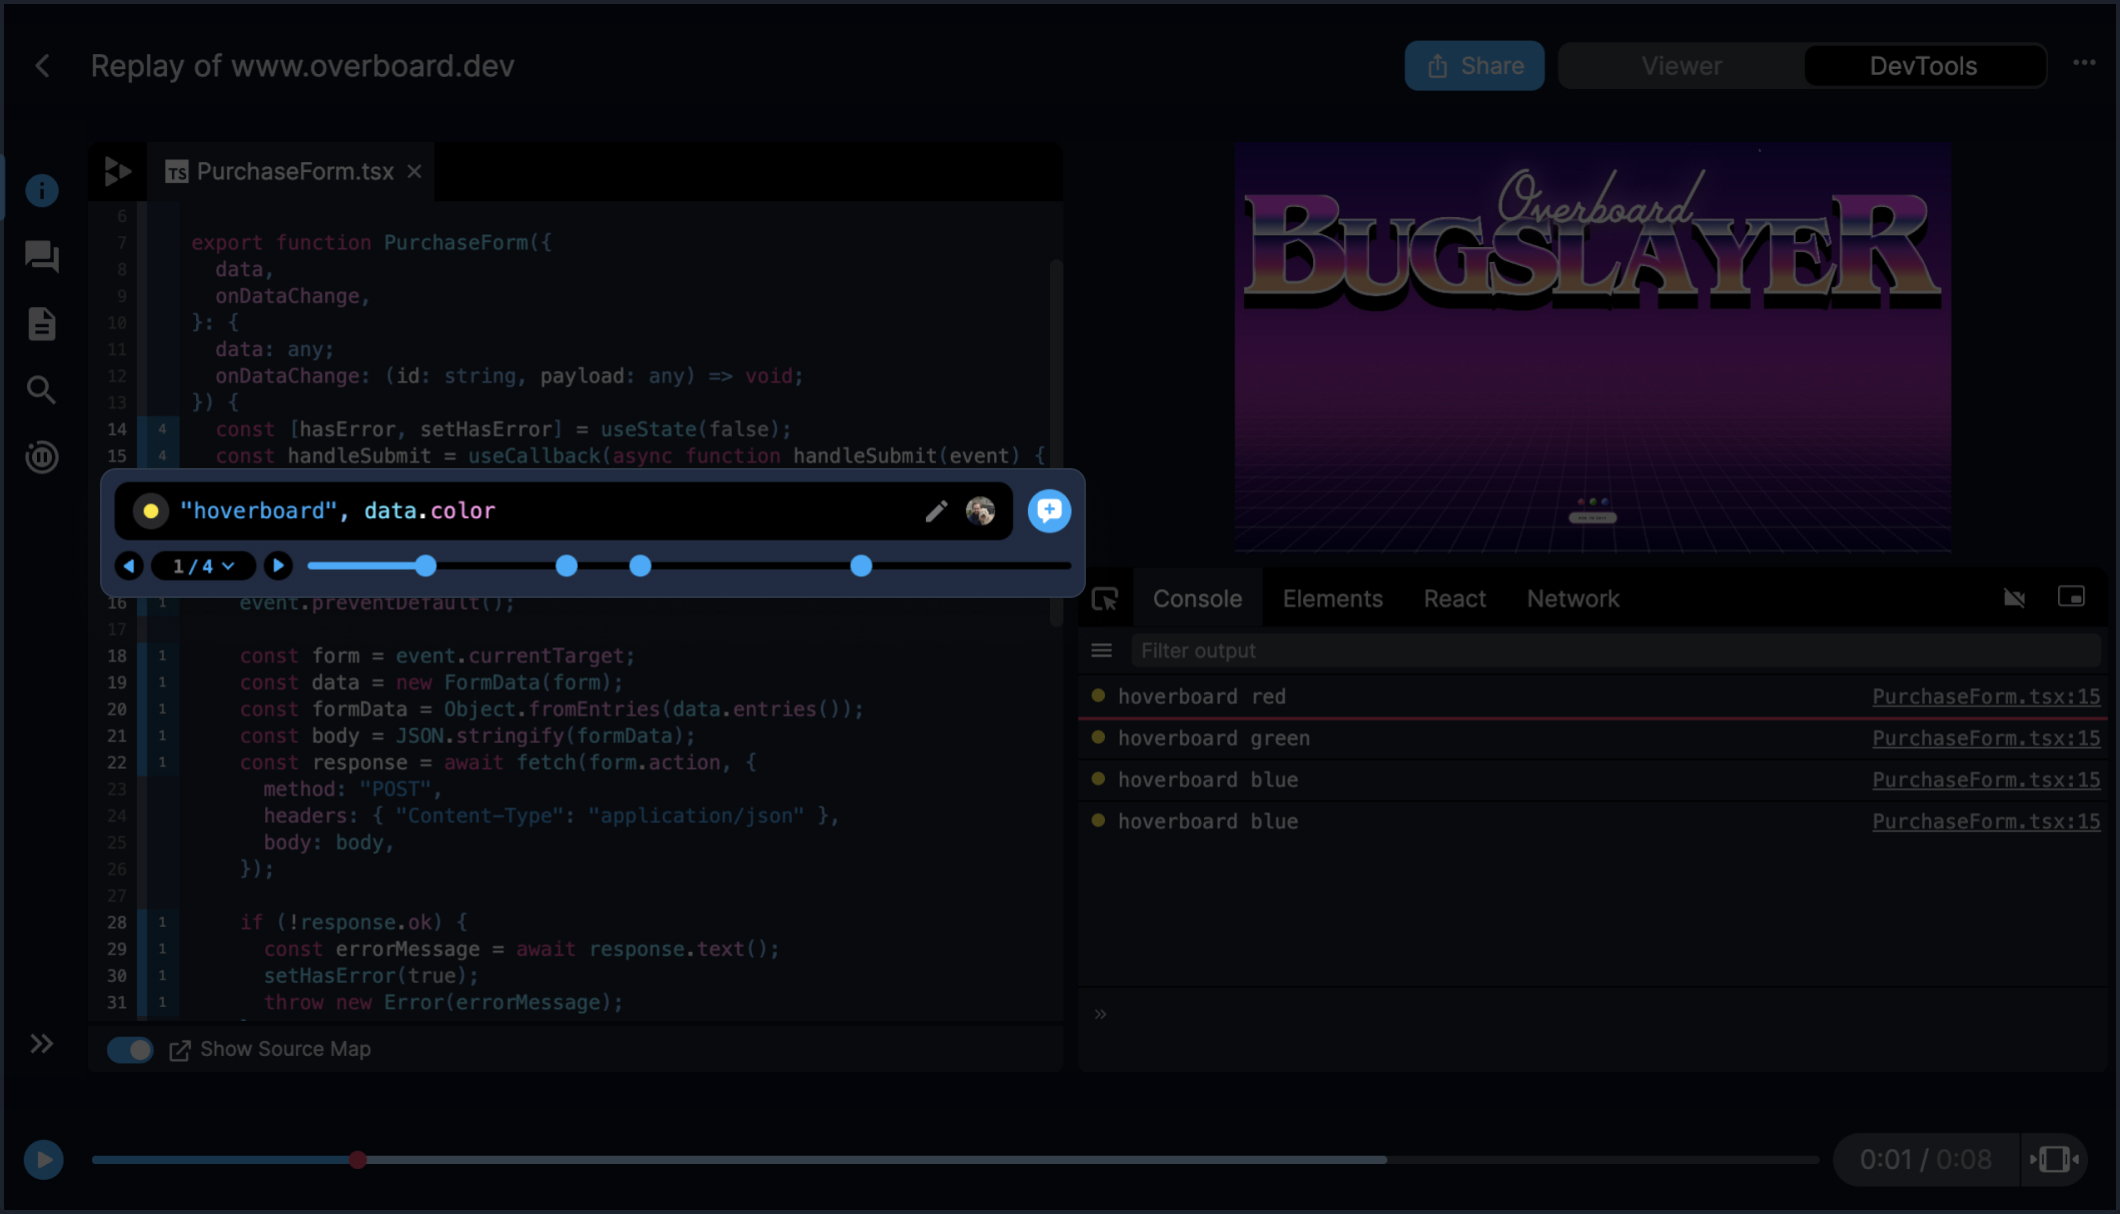 Replay of www.overboard.dev
Share
Viewer
DevTools
TS PurchaseForm.tsx
6
7 export function PurchaseForm({
8 data,
9 onDataChange,
10 }: {
11 data: any;
12 onDataChange: (id: string, payload: any) => void;
13 }) {
14 4 const [hasError, setHasError] = useState(false);
15 4 const handleSubmit = useCallback(async function handleSubmit(event) {
"hoverboard", data.color
1/4
16 1 event.preventDefault();
17
18 1 const form = event.currentTarget;
19 1 const data = new FormData(form);
20 1 const formData = Object.fromEntries(data.entries());
21 1 const body = JSON.stringify(formData);
22 1 const response = await fetch(form.action, {
23 method: "POST",
24 headers: { "Content-Type": "application/json" },
25 body: body,
26 });
27
28 1 if (!response.ok) {
29 1 const errorMessage = await response.text();
30 1 setHasError(true);
31 1 throw new Error(errorMessage);
Show Source Map
Overboard
BUGSLAYER
Console Elements React Network
Filter output
hoverboard red PurchaseForm.tsx:15
hoverboard green PurchaseForm.tsx:15
hoverboard blue PurchaseForm.tsx:15
hoverboard blue PurchaseForm.tsx:15
»
0:01 / 0:08